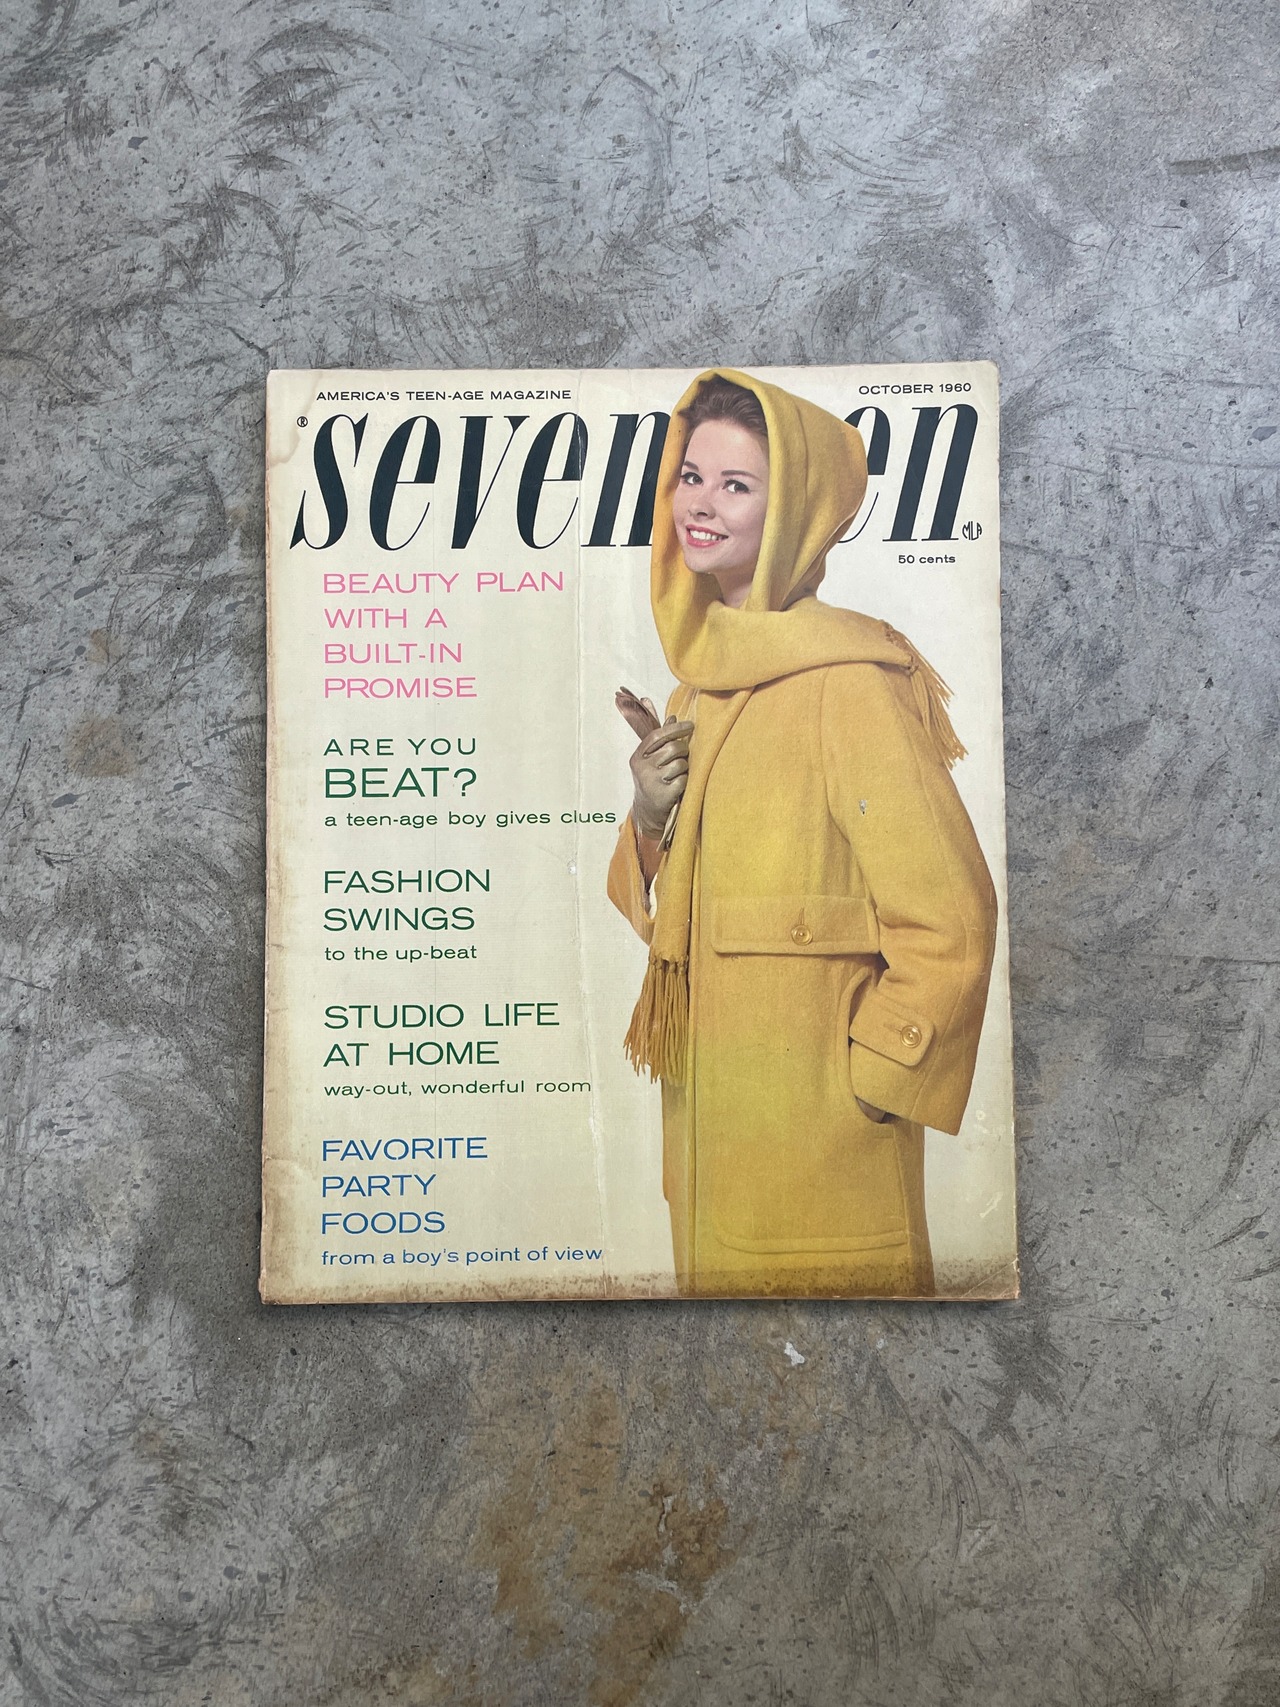 AMERICA'S TEEN-AGE MAGAZINE
OCTOBER 1960
®
seventeen
MLA
50 cents
BEAUTY PLAN
WITH A
BUILT-IN
PROMISE
ARE YOU
BEAT?
a teen-age boy gives clues
FASHION
SWINGS
to the up-beat
STUDIO LIFE
AT HOME
way-out, wonderful room
FAVORITE
PARTY
FOODS
from a boy's point of view